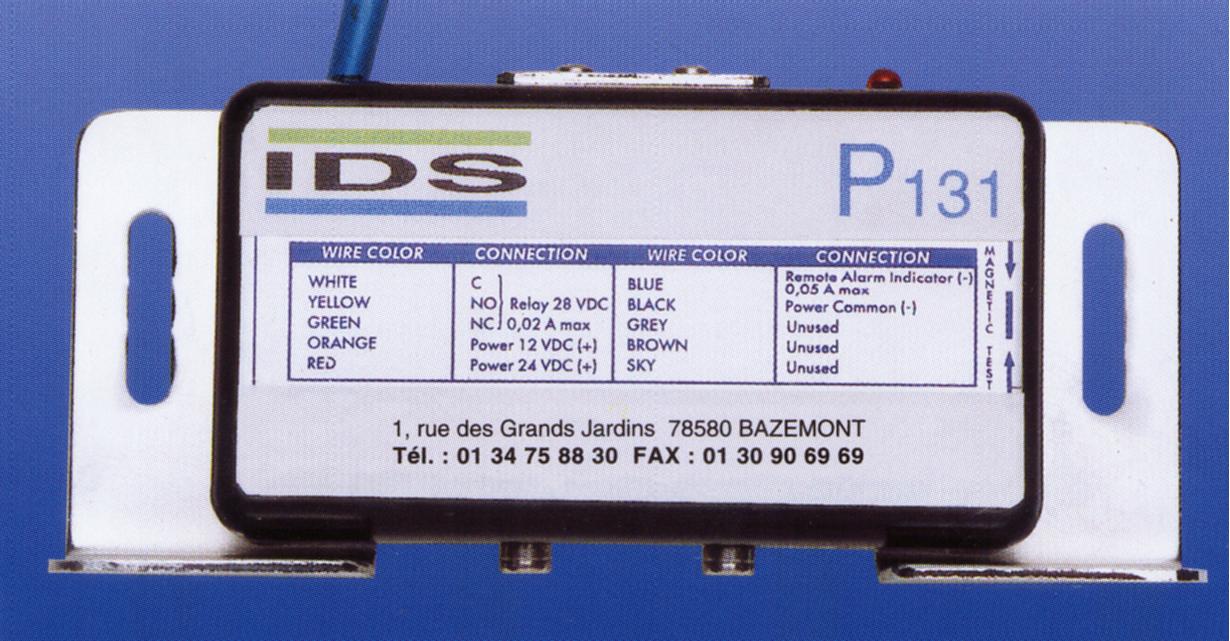 IDS
P131
WIRE COLOR CONNECTION WIRE COLOR CONNECTION
WHITE C BLUE Remote Alarm Indicator (-)
0,05 A max
YELLOW NO Relay 28 VDC BLACK Power Common (-)
GREEN NC 0,02 A max GREY Unused
ORANGE Power 12 VDC (+) BROWN Unused
RED Power 24 VDC (+) SKY Unused
MAGNETIC TEST
1, rue des Grands Jardins 78580 BAZEMONT
Tél. : 01 34 75 88 30 FAX : 01 30 90 69 69